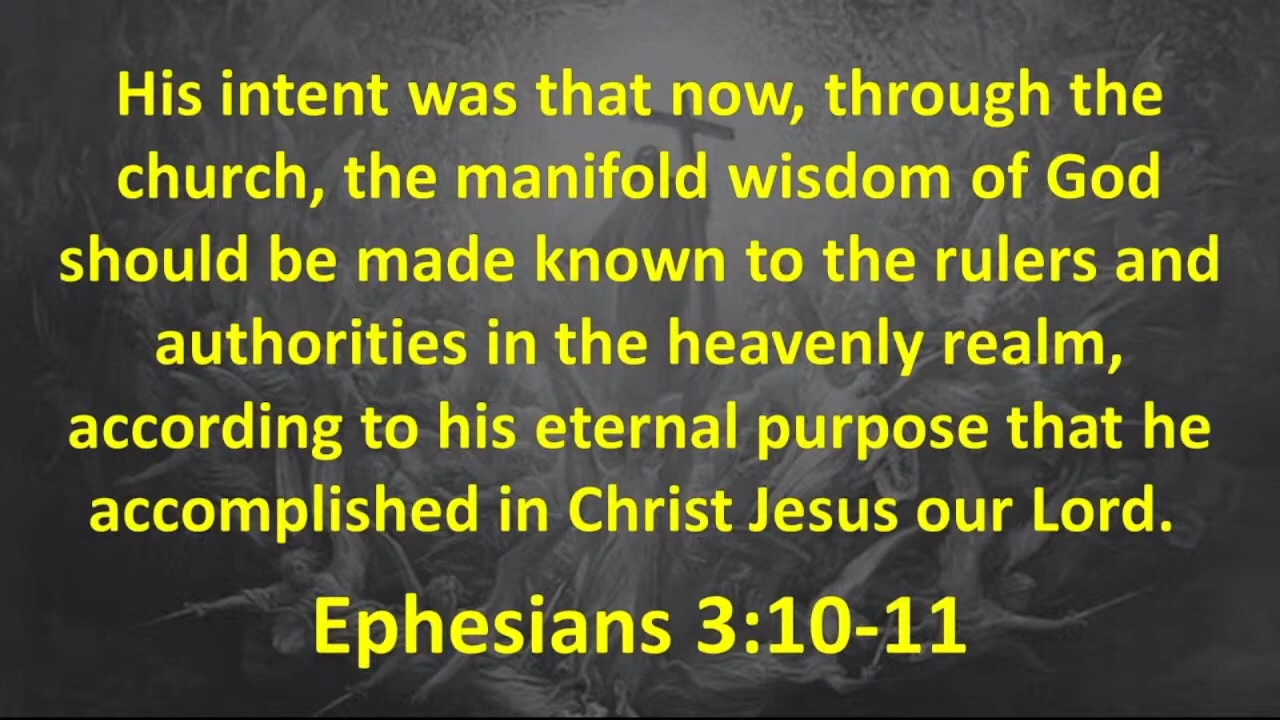 His intent was that now, through the
church, the manifold wisdom of God
should be made known to the rulers and
authorities in the heavenly realm,
according to his eternal purpose that he
accomplished in Christ Jesus our Lord.
Ephesians 3:10-11